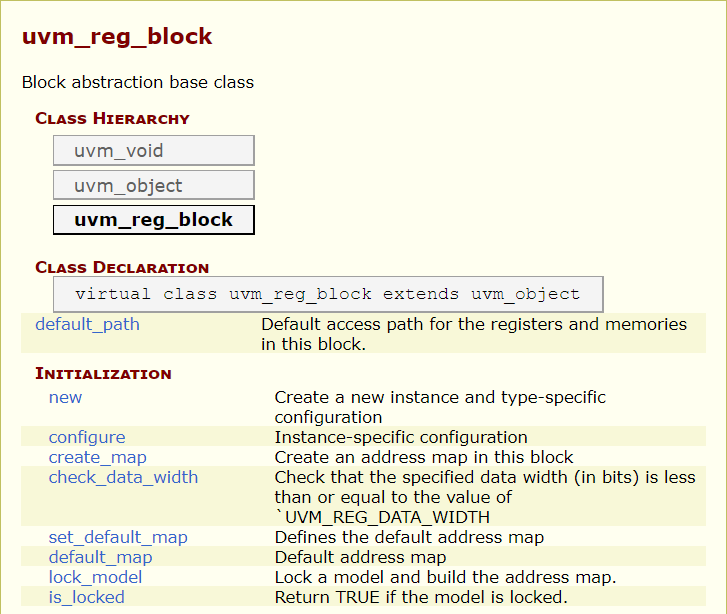 uvm_reg_block
Block abstraction base class
Class Hierarchy
uvm_void
uvm_object
uvm_reg_block
Class Declaration
virtual class uvm_reg_block extends uvm_object
default_path Default access path for the registers and memories
in this block.
Initialization
new Create a new instance and type-specific
configuration
configure Instance-specific configuration
create_map Create an address map in this block
check_data_width Check that the specified data width (in bits) is less
than or equal to the value of
`UVM_REG_DATA_WIDTH
set_default_map Defines the default address map
default_map Default address map
lock_model Lock a model and build the address map.
is_locked Return TRUE if the model is locked.